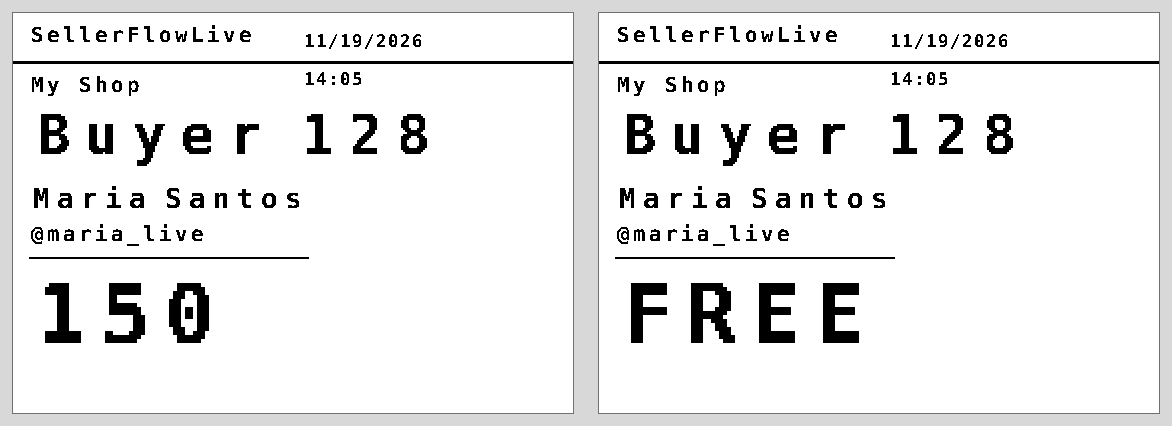 SellerFlowLive 11/19/2026
My Shop 14:05
Buyer 128
Maria Santos
@maria_live
150
SellerFlowLive 11/19/2026
My Shop 14:05
Buyer 128
Maria Santos
@maria_live
FREE